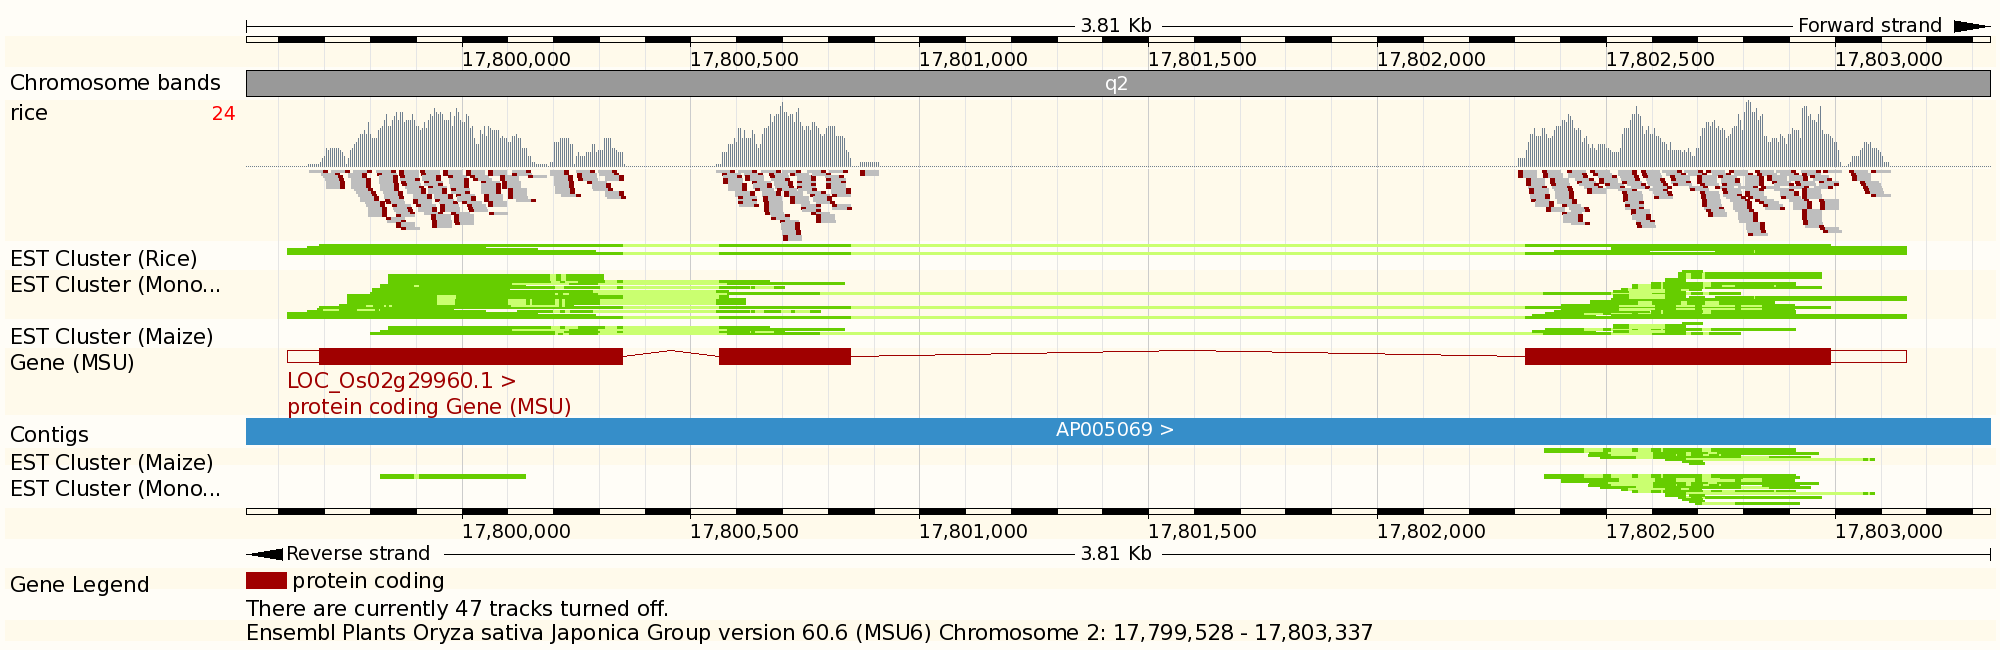 3.81 Kb Forward strand
17,800,000 17,800,500 17,801,000 17,801,500 17,802,000 17,802,500 17,803,000
Chromosome bands q2
rice 24
EST Cluster (Rice)
EST Cluster (Mono...
EST Cluster (Maize)
Gene (MSU)
LOC_Os02g29960.1 >
protein coding Gene (MSU)
Contigs AP005069 >
EST Cluster (Maize)
EST Cluster (Mono...
17,800,000 17,800,500 17,801,000 17,801,500 17,802,000 17,802,500 17,803,000
Reverse strand 3.81 Kb
Gene Legend protein coding
There are currently 47 tracks turned off.
Ensembl Plants Oryza sativa Japonica Group version 60.6 (MSU6) Chromosome 2: 17,799,528 - 17,803,337